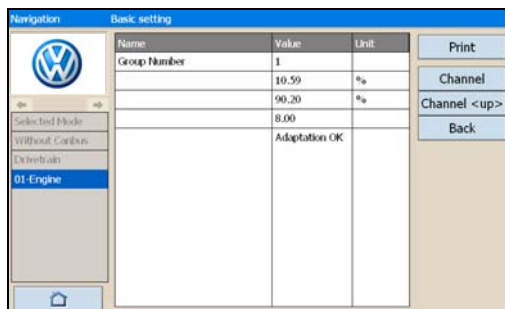 Navigation Basic setting
Name Value Unit
Group Number 1
10.59 %
90.20 %
8.00
Adaptation OK
Selected Mode
Without Canbus
Drivetrain
01-Engine
Print
Channel
Channel <up>
Back